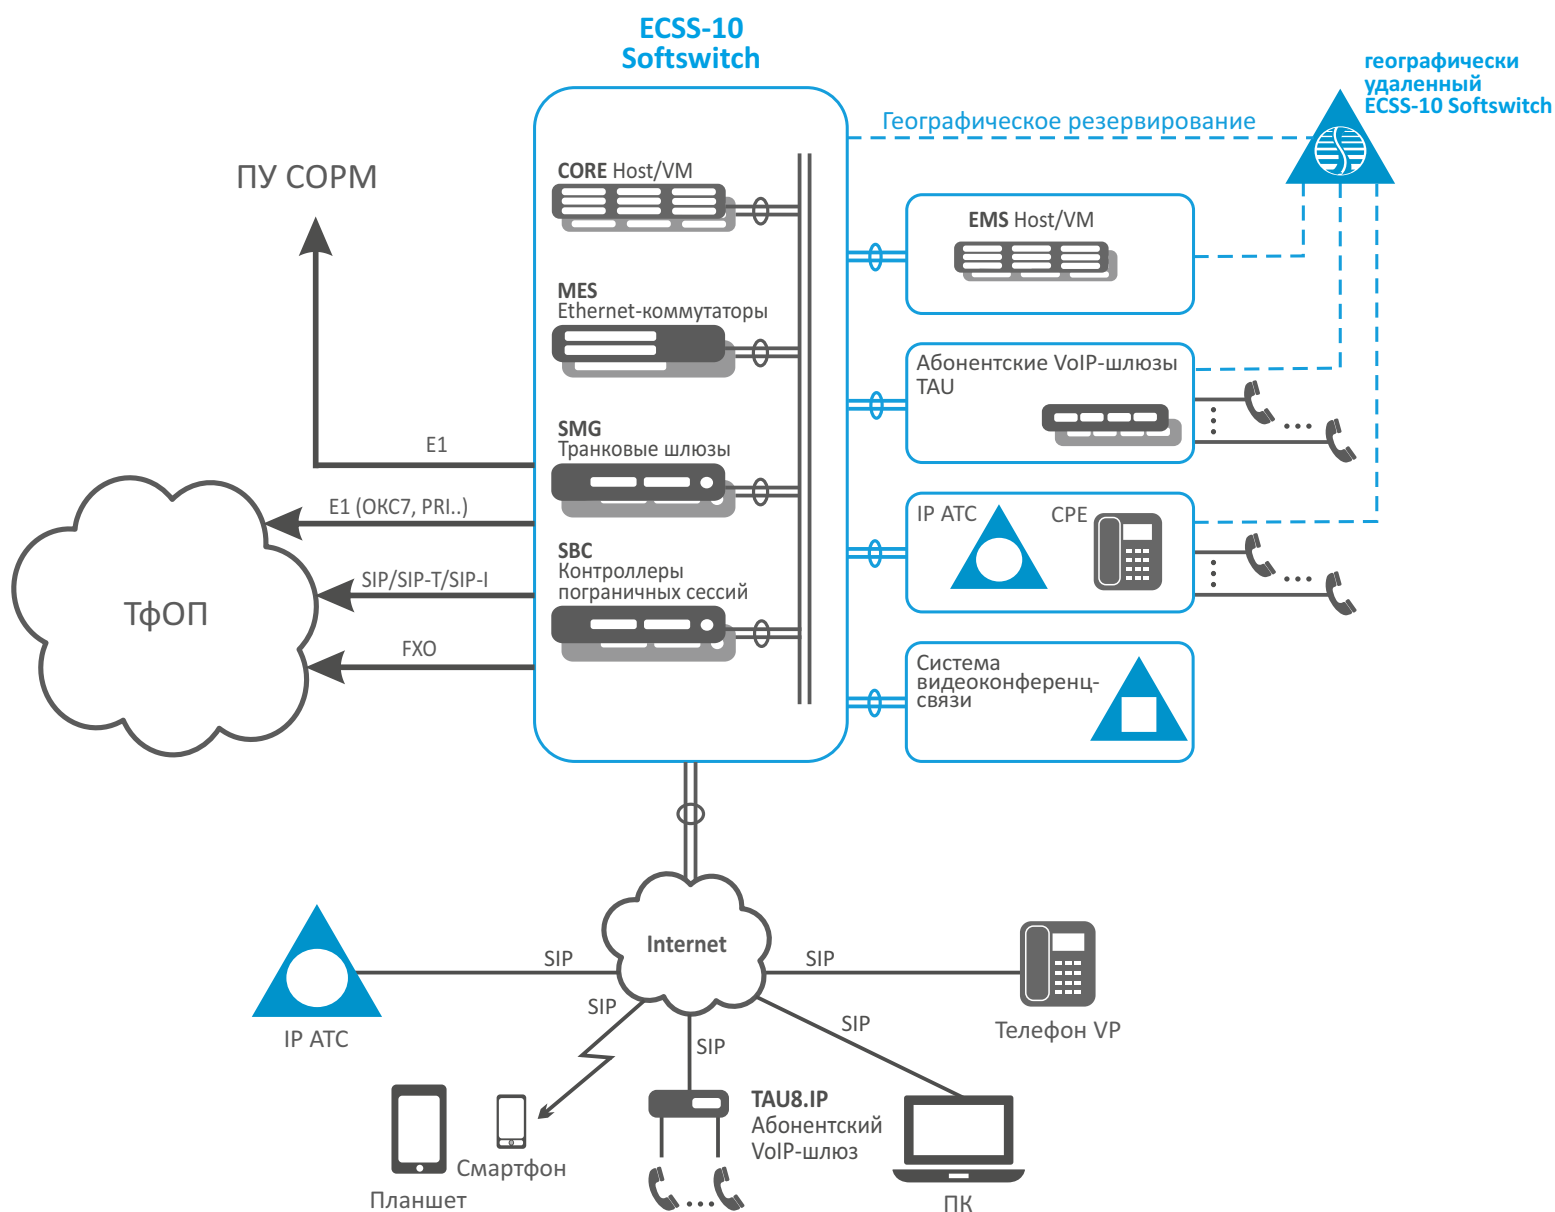 ECSS-10
Softswitch
географически
удаленный
ECSS-10 Softswitch
Географическое резервирование
ПУ СОРМ
CORE Host/VM
EMS Host/VM
MES
Ethernet-коммутаторы
Абонентские VoIP-шлюзы
TAU
SMG
Транковые шлюзы
E1
E1 (ОКС7, PRI..)
IP АТС
CPE
SBC
Контроллеры
пограничных сессий
SIP/SIP-T/SIP-I
ТфОП
FXO
Система
видеоконференц-
связи
Internet
SIP
SIP
SIP
SIP
SIP
IP АТС
Телефон VP
TAU8.IP
Абонентский
VoIP-шлюз
Смартфон
Планшет
ПК